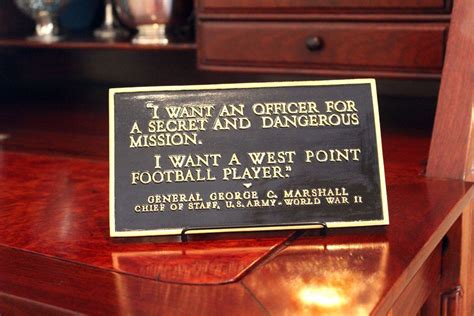 "I WANT AN OFFICER FOR
A SECRET AND DANGEROUS
MISSION.
I WANT A WEST POINT
FOOTBALL PLAYER."
GENERAL GEORGE C. MARSHALL
CHIEF OF STAFF, U.S. ARMY - WORLD WAR II